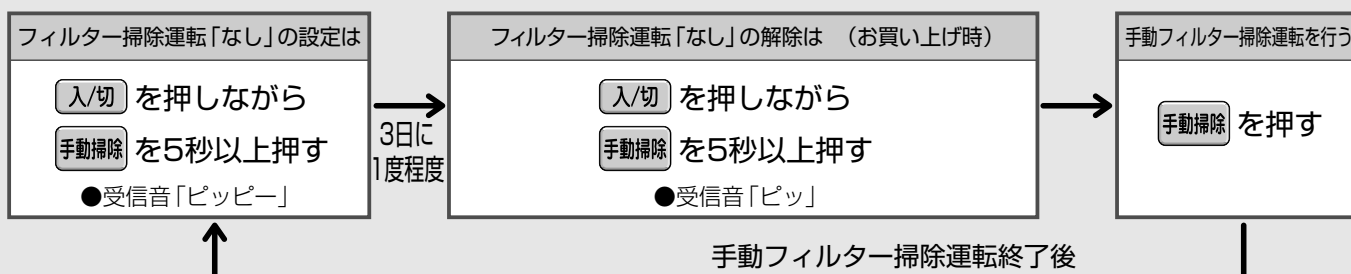 フィルター掃除運転「なし」の設定は
入/切 を押しながら
手動掃除 を5秒以上押す
●受信音「ピッピー」
3日に
1度程度
フィルター掃除運転「なし」の解除は （お買い上げ時）
入/切 を押しながら
手動掃除 を5秒以上押す
●受信音「ピッ」
手動フィルター掃除運転を行う
手動掃除 を押す
手動フィルター掃除運転終了後